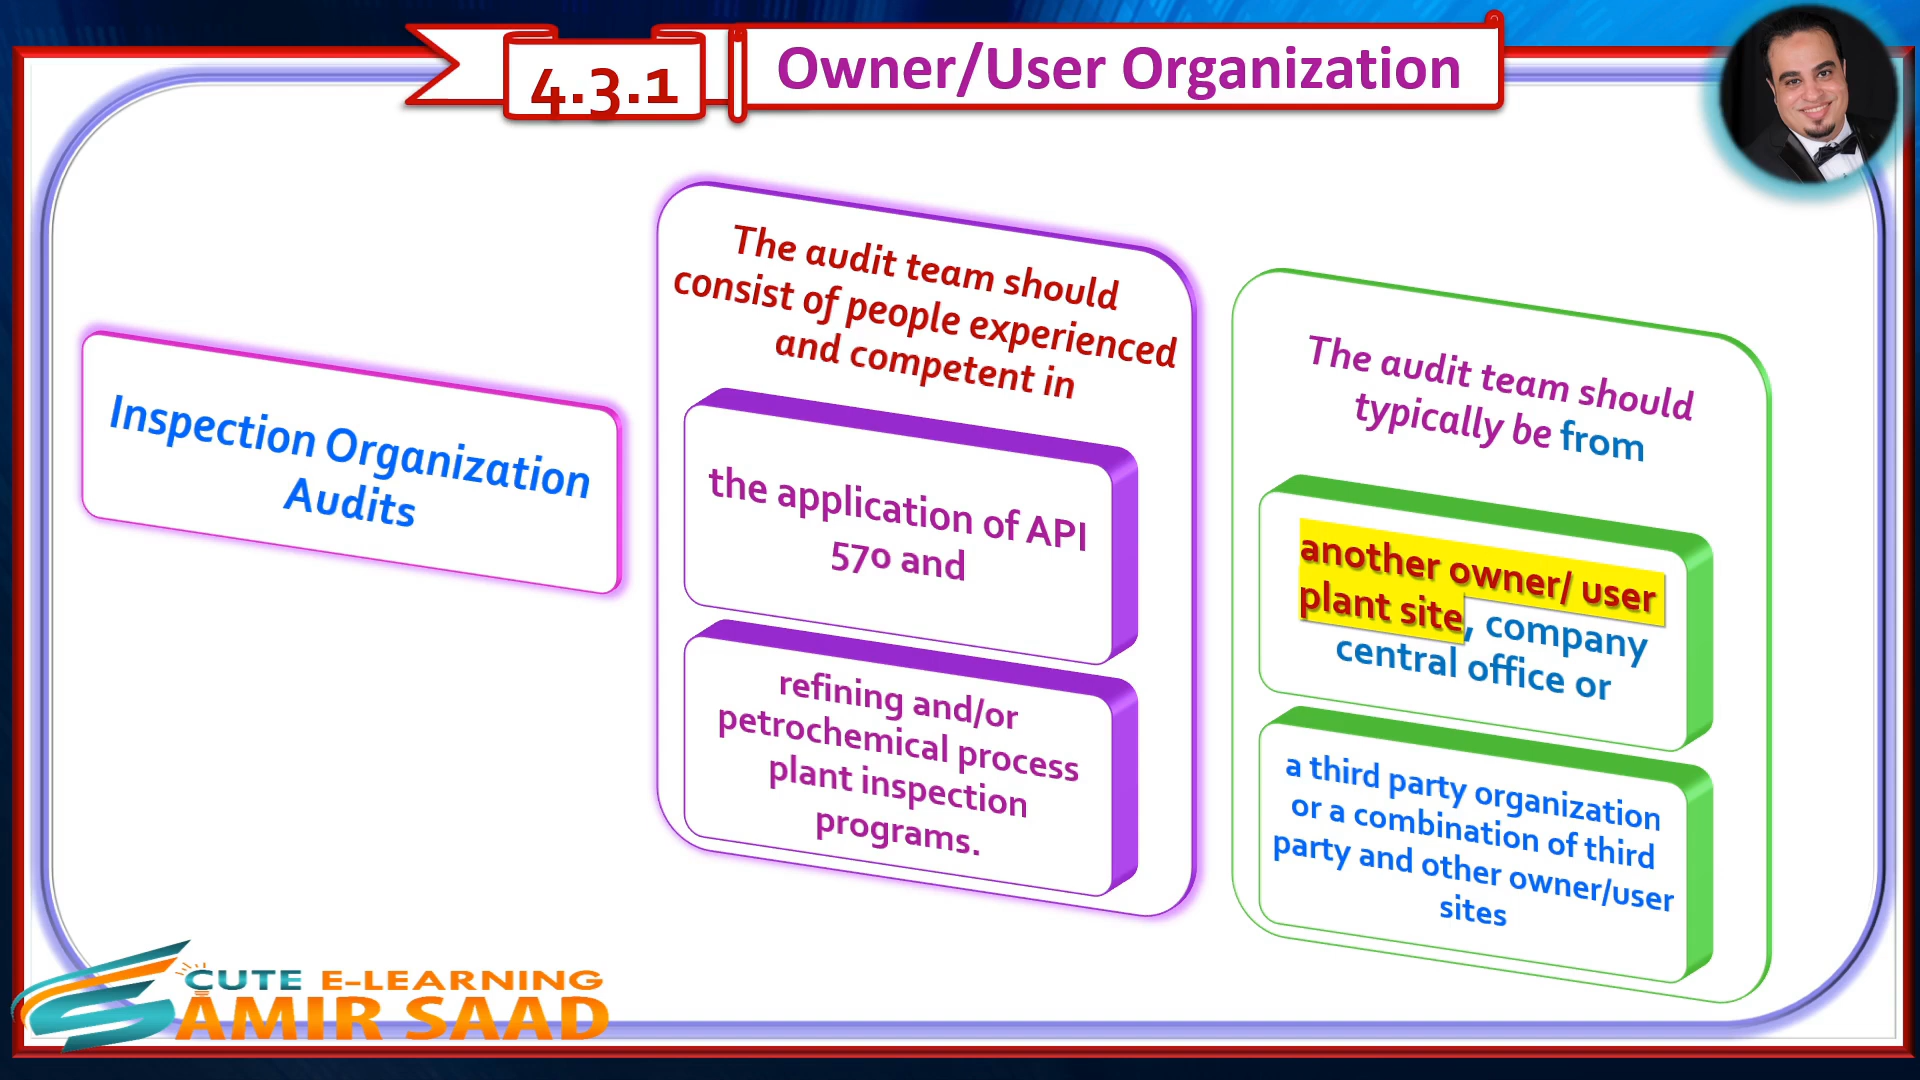 4.3.1
Owner/User Organization
Inspection Organization
Audits
The audit team should
consist of people experienced
and competent in
the application of API
570 and
refining and/or
petrochemical process
plant inspection
programs.
The audit team should
typically be from
another owner/ user
plant site, company
central office or
a third party organization
or a combination of third
party and other owner/user
sites
CUTE E-LEARNING
AMIR SAAD